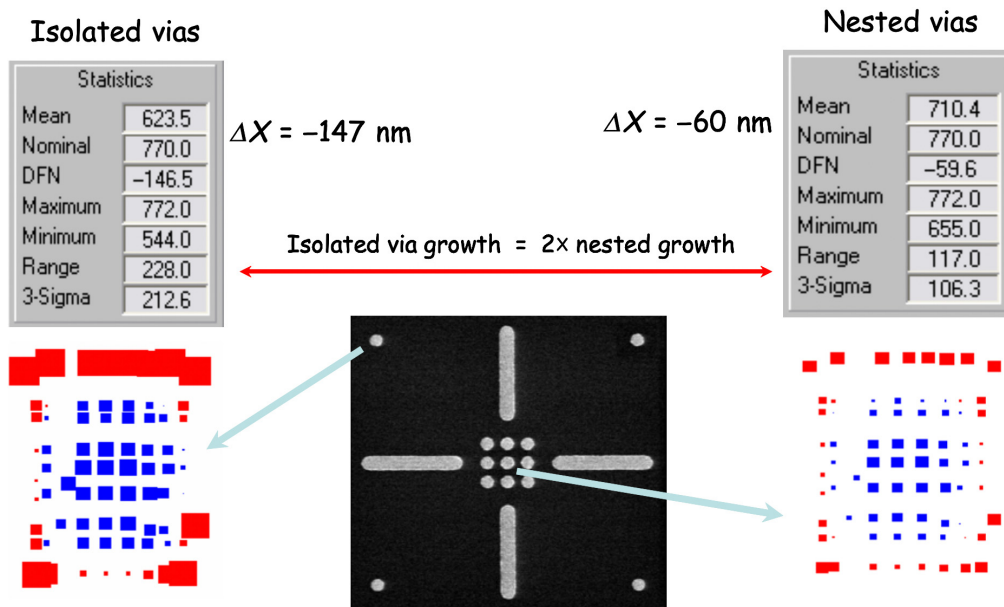 Isolated vias
Statistics
Mean 623.5
Nominal 770.0
DFN −146.5
Maximum 772.0
Minimum 544.0
Range 228.0
3-Sigma 212.6
ΔX = −147 nm
Nested vias
Statistics
Mean 710.4
Nominal 770.0
DFN −59.6
Maximum 772.0
Minimum 655.0
Range 117.0
3-Sigma 106.3
ΔX = −60 nm
Isolated via growth = 2x nested growth